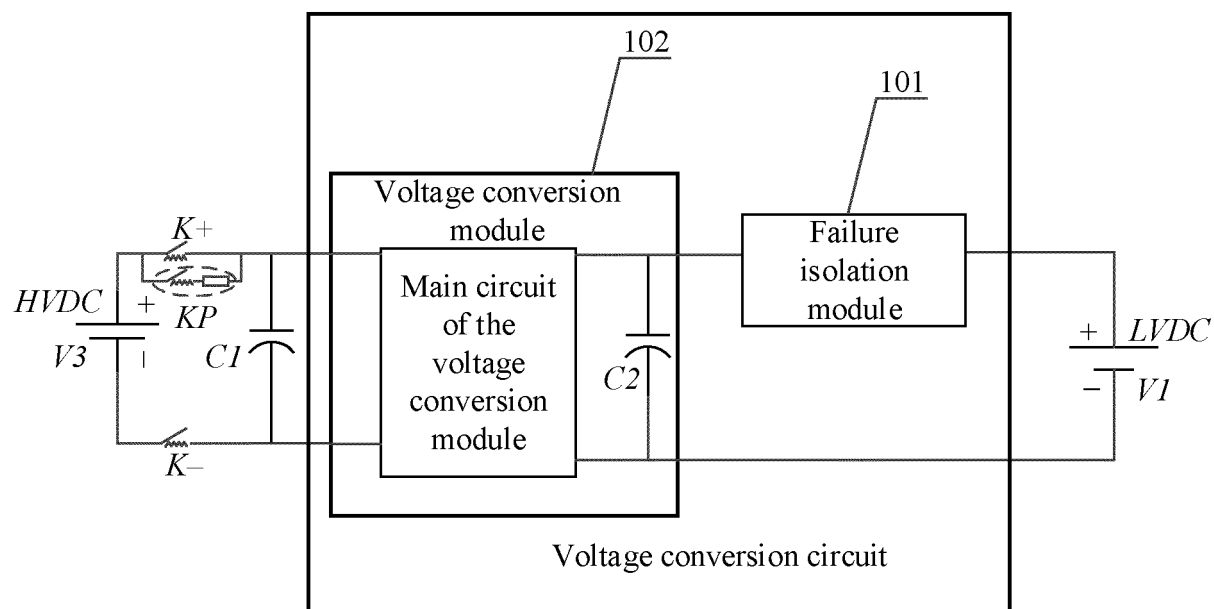 102
101
Voltage conversion
module
Failure
isolation
module
K+
KP
HVDC
+
–
V3
C1
Main circuit
of the
voltage
conversion
module
C2
+
LVDC
–
V1
K–
Voltage conversion circuit